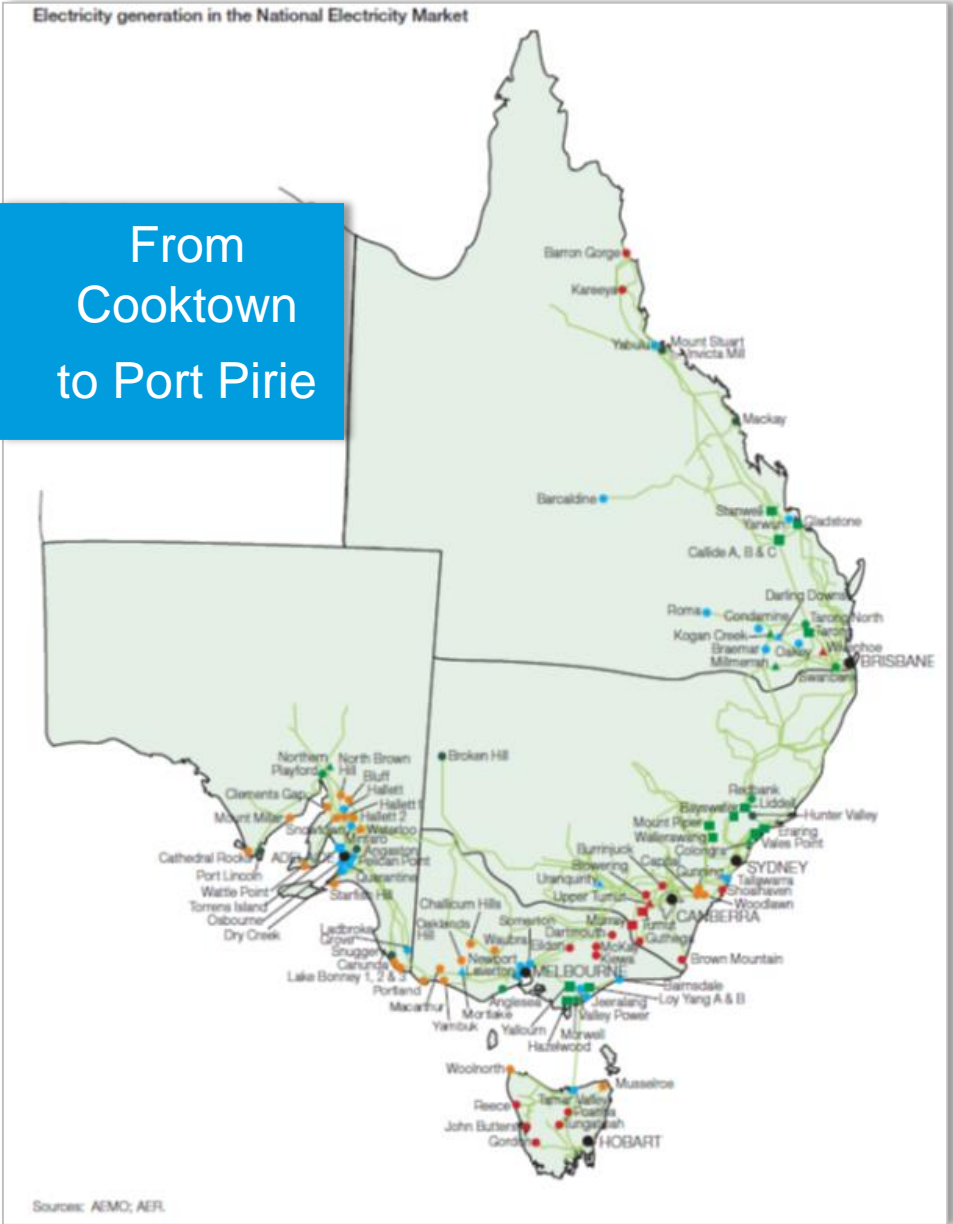 Electricity generation in the National Electricity Market
From
Cooktown
to Port Pirie
Barron Gorge
Kareeya
Yabulu
Mount Stuart
Invicta Mill
Mackay
Barcaldine
Stanwell
Yarwun
Gladstone
Callide A, B & C
Darling Downs
Roma
Condamine
Tarong North
Tarong
Kogan Creek
Braemar
Oakey
Wivenhoe
Millmerran
BRISBANE
Swanbank
Northern
Playford
North Brown
Hill
Bluff
Broken Hill
Clements Gap
Hallett
Hallett 1
Mount Millar
Hallett 2
Snowtown
Waterloo
Mintaro
Cathedral Rocks
ADELAIDE
Angaston
Pelican Point
Port Lincoln
Quarantine
Wattle Point
Starfish Hill
Torrens Island
Osbourne
Dry Creek
Redbank
Bayswater
Liddell
Hunter Valley
Mount Piper
Wallerawang
Eraring
Colongra
Vales Point
Burrinjuck
Blowering
Capital
SYDNEY
Uranquinty
Gunning
Tallawarra
Upper Tumut
Shoalhaven
Woodlawn
CANBERRA
Challicum Hills
Oaklands
Hill
Somerton
Murray
Tumut
Dartmouth
Guthega
Ladbroke
Grove
Waubra
Eildon
McKay
Snuggery
Newport
Kiewa
Brown Mountain
Canunda
Laverton
MELBOURNE
Lake Bonney 1, 2 & 3
Bairnsdale
Portland
Anglesea
Jeeralang
Loy Yang A & B
Macarthur
Mortlake
Valley Power
Yambuk
Yallourn
Morwell
Hazelwood
Woolnorth
Musselroe
Tamar Valley
Reece
Poatina
John Butters
Tungatinah
Gordon
HOBART
Sources: AEMO; AER.